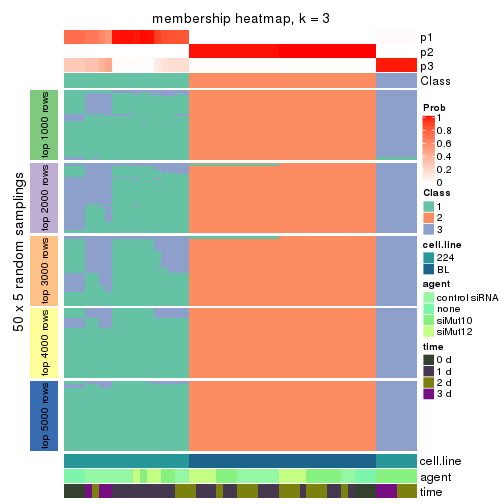 membership heatmap, k = 3
p1
p2
p3
Class
50 x 5 random samplings
top 1000 rows
top 2000 rows
top 3000 rows
top 4000 rows
top 5000 rows
cell.line
agent
time
Prob
1
0.8
0.6
0.4
0.2
0
Class
1
2
3
cell.line
224
BL
agent
control siRNA
none
siMut10
siMut12
time
0 d
1 d
2 d
3 d